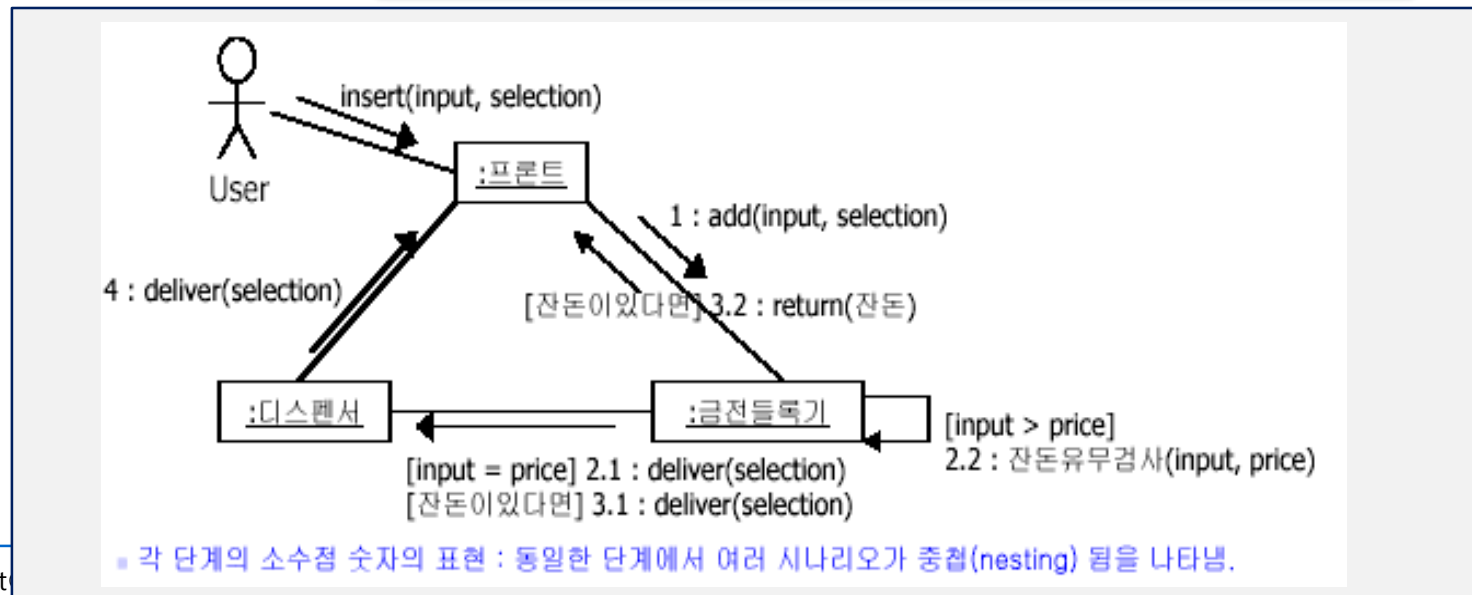 insert(input, selection)
User
:프론트
1 : add(input, selection)
4 : deliver(selection)
[잔돈이있다면] 3.2 : return(잔돈)
:디스펜서
:금전등록기
[input > price]
2.2 : 잔돈유무검사(input, price)
[input = price] 2.1 : deliver(selection)
[잔돈이있다면] 3.1 : deliver(selection)
각 단계의 소수점 숫자의 표현 : 동일한 단계에서 여러 시나리오가 중첩(nesting) 됨을 나타냄.